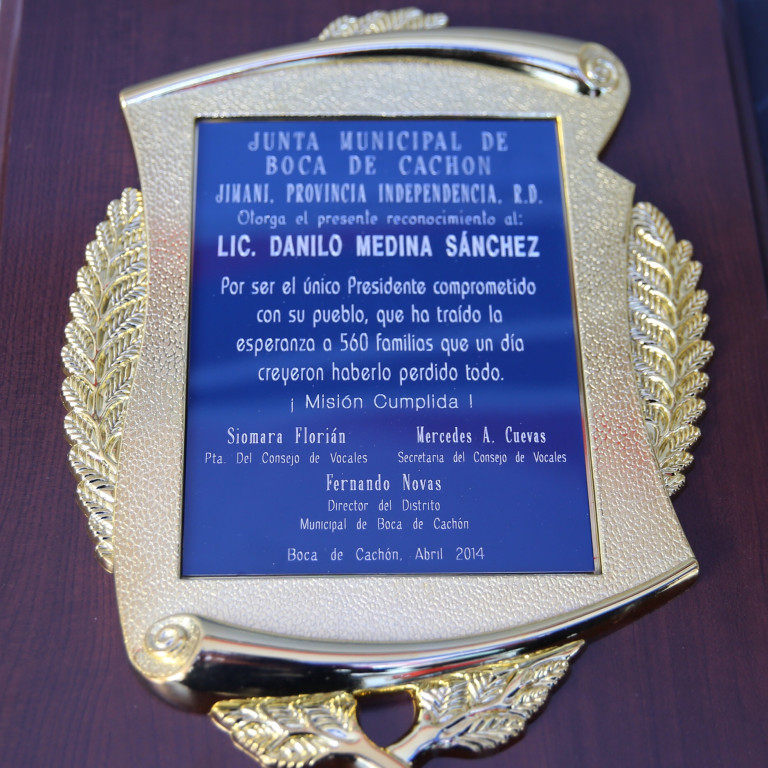 JUNTA MUNICIPAL DE
BOCA DE CACHON
JIMANI, PROVINCIA INDEPENDENCIA, R.D.
Otorga el presente reconocimiento al:
LIC. DANILO MEDINA SÁNCHEZ
Por ser el único Presidente comprometido
con su pueblo, que ha traído la
esperanza a 560 familias que un día
creyeron haberlo perdido todo.
¡ Misión Cumplida !
Siomara Florián Mercedes A. Cuevas
Pta. Del Consejo de Vocales Secretaria del Consejo de Vocales
Fernando Novas
Director del Distrito
Municipal de Boca de Cachón
Boca de Cachón, Abril 2014